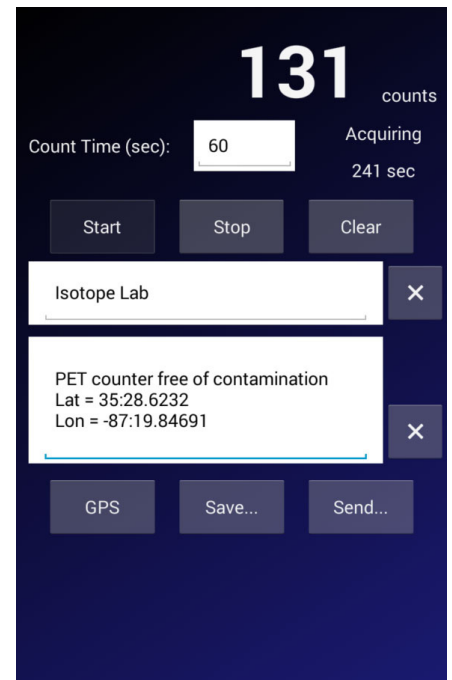 131 counts
Count Time (sec): 60 Acquiring
241 sec
Start Stop Clear
Isotope Lab ×
PET counter free of contamination
Lat = 35:28.6232
Lon = -87:19.84691 ×
GPS Save... Send...